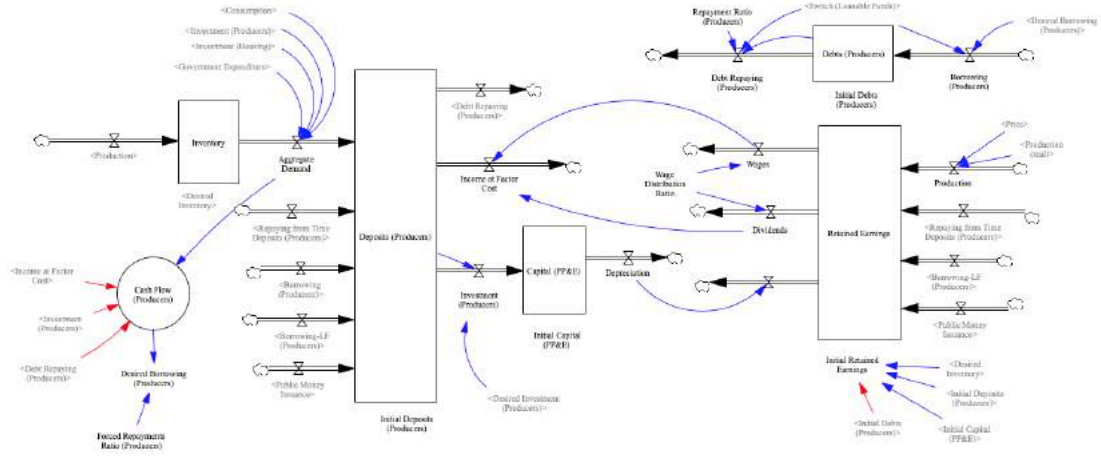 <Consumption>
<Investment (Producers)>
<Investment (Housing)>
<Government Expenditure>
<Production>
Inventory
Aggregate
Demand
<Desired
Inventory>
<Repaying from Time
Deposits (Producers)>
<Borrowing
(Producers)>
<Borrowing-LF
(Producers)>
<Public Money
Issuance>
<Income at Factor
Cost>
<Investment
(Producers)>
<Debt Repaying
(Producers)>
Cash Flow
(Producers)
Desired Borrowing
(Producers)
Forced Repayments
Ratio (Producers)
Deposits (Producers)
Initial Deposits
(Producers)
<Debt Repaying
(Producers)>
Income at Factor
Cost
Investment
(Producers)
<Desired Investment
(Producers)>
Capital (PP&E)
Initial Capital
(PP&E)
Depreciation
Repayment Ratio
(Producers)
<Switch (Loanable Funds)>
<Desired Borrowing
(Producers)>
Debts (Producers)
Debt Repaying
(Producers)
Initial Debts
(Producers)
Borrowing
(Producers)
Wages
Wage
Distribution
Ratio
Dividends
Retained Earnings
<Price>
<Production
(real)>
Production
<Repaying from Time
Deposits (Producers)>
<Borrowing-LF
(Producers)>
<Public Money
Issuance>
Initial Retained
Earnings
<Desired
Inventory>
<Initial Deposits
(Producers)>
<Initial Debts
(Producers)>
<Initial Capital
(PP&E)>